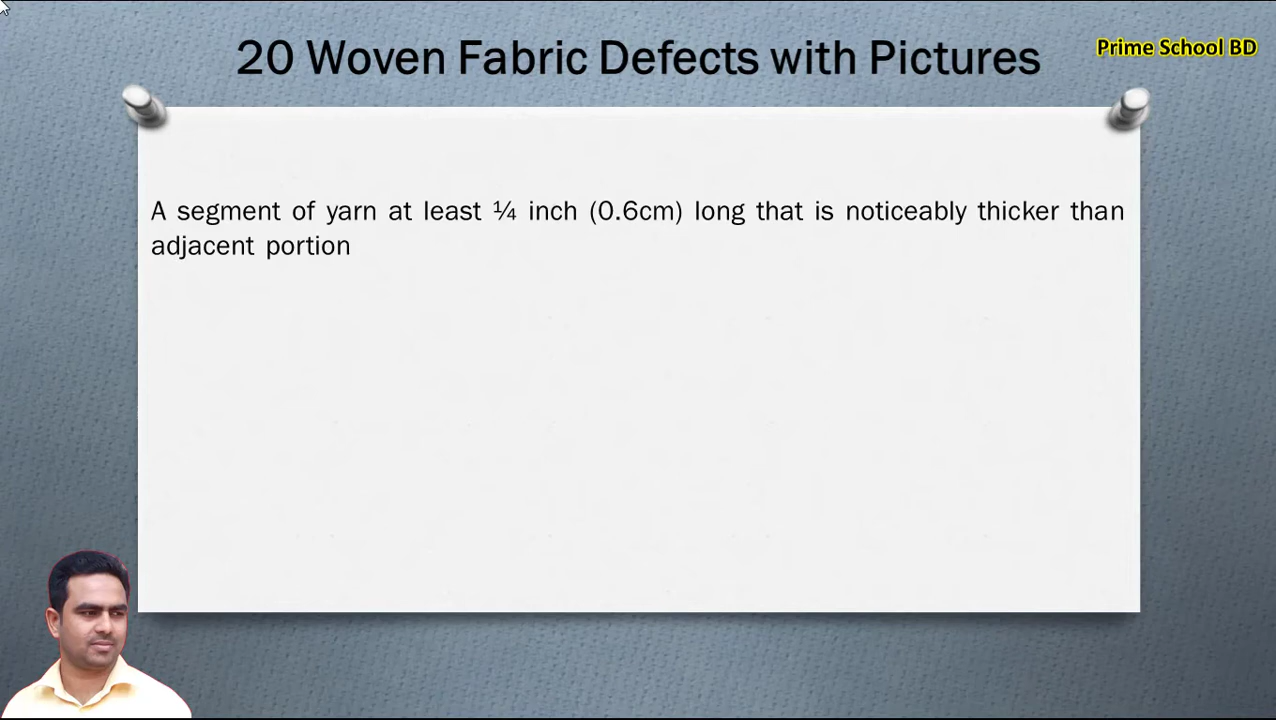 20 Woven Fabric Defects with Pictures
Prime School BD
A segment of yarn at least ¼ inch (0.6cm) long that is noticeably thicker than
adjacent portion